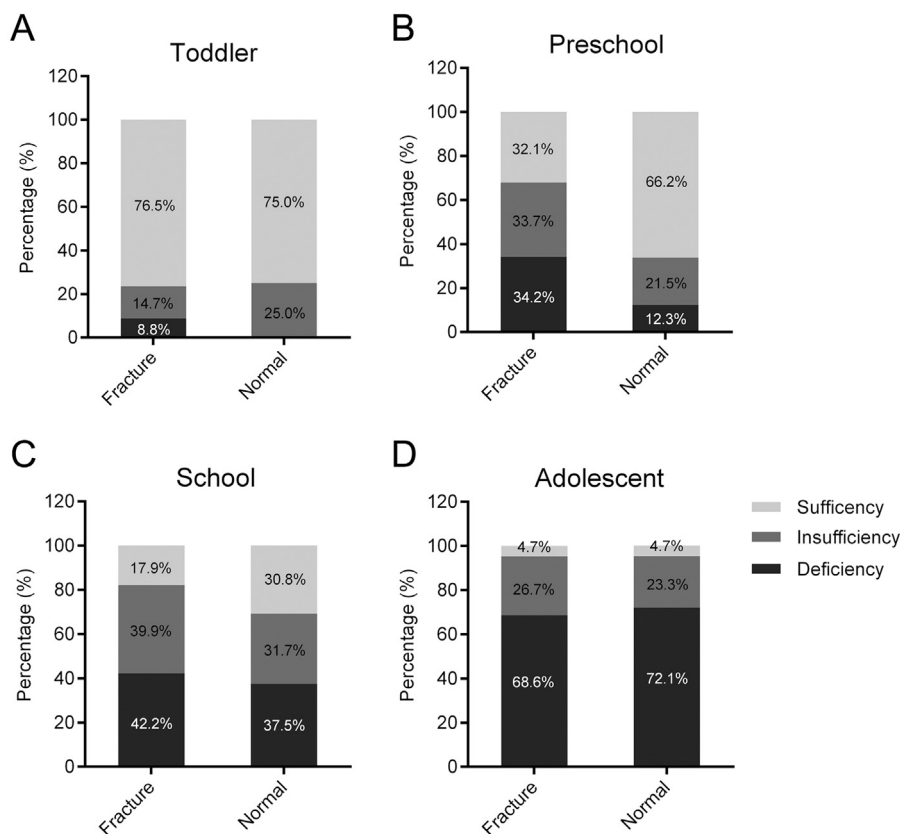 A
Toddler
Percentage (%)
120
100
80
60
40
20
0
76.5%
14.7%
8.8%
75.0%
25.0%
Fracture
Normal
B
Preschool
Percentage (%)
120
100
80
60
40
20
0
32.1%
33.7%
34.2%
66.2%
21.5%
12.3%
Fracture
Normal
C
School
Percentage (%)
120
100
80
60
40
20
0
17.9%
39.9%
42.2%
30.8%
31.7%
37.5%
Fracture
Normal
D
Adolescent
Percentage (%)
120
100
80
60
40
20
0
4.7%
26.7%
68.6%
4.7%
23.3%
72.1%
Fracture
Normal
Sufficency
Insufficiency
Deficiency